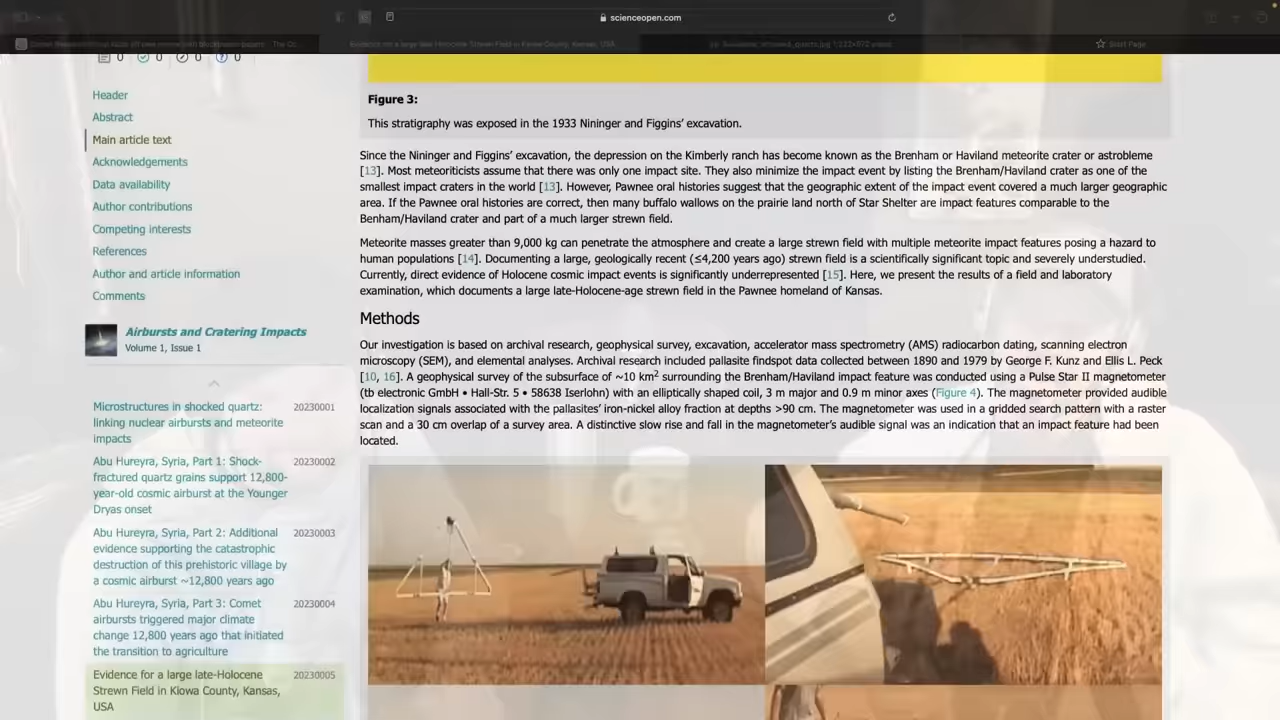 scienceopen.com
Evidence for a large late-Holocene Strewn Field in Kiowa County, Kansas, USA
Start Page
0 0 0 0
Header
Abstract
Main article text
Acknowledgements
Data availability
Author contributions
Competing interests
References
Author and article information
Comments
Airbursts and Cratering Impacts
Volume 1, Issue 1
Microstructures in shocked quartz: 20230001
linking nuclear airbursts and meteorite
impacts
Abu Hureyra, Syria, Part 1: Shock- 20230002
fractured quartz grains support 12,800-
year-old cosmic airburst at the Younger
Dryas onset
Abu Hureyra, Syria, Part 2: Additional 20230003
evidence supporting the catastrophic
destruction of this prehistoric village by
a cosmic airburst ~12,800 years ago
Abu Hureyra, Syria, Part 3: Comet 20230004
airbursts triggered major climate
change 12,800 years ago that initiated
the transition to agriculture
Evidence for a large late-Holocene 20230005
Strewn Field in Kiowa County, Kansas,
USA
Figure 3:
This stratigraphy was exposed in the 1933 Nininger and Figgins’ excavation.
Since the Nininger and Figgins’ excavation, the depression on the Kimberly ranch has become known as the Brenham or Haviland meteorite crater or astrobleme
[13]. Most meteoriticists assume that there was only one impact site. They also minimize the impact event by listing the Brenham/Haviland crater as one of the
smallest impact craters in the world [13]. However, Pawnee oral histories suggest that the geographic extent of the impact event covered a much larger geographic
area. If the Pawnee oral histories are correct, then many buffalo wallows on the prairie land north of Star Shelter are impact features comparable to the
Benham/Haviland crater and part of a much larger strewn field.
Meteorite masses greater than 9,000 kg can penetrate the atmosphere and create a large strewn field with multiple meteorite impact features posing a hazard to
human populations [14]. Documenting a large, geologically recent (≤4,200 years ago) strewn field is a scientifically significant topic and severely understudied.
Currently, direct evidence of Holocene cosmic impact events is significantly underrepresented [15]. Here, we present the results of a field and laboratory
examination, which documents a large late-Holocene-age strewn field in the Pawnee homeland of Kansas.
Methods
Our investigation is based on archival research, geophysical survey, excavation, accelerator mass spectrometry (AMS) radiocarbon dating, scanning electron
microscopy (SEM), and elemental analyses. Archival research included pallasite findspot data collected between 1890 and 1979 by George F. Kunz and Ellis L. Peck
[10, 16]. A geophysical survey of the subsurface of ~10 km² surrounding the Brenham/Haviland impact feature was conducted using a Pulse Star II magnetometer
(tb electronic GmbH • Hall-Str. 5 • 58638 Iserlohn) with an elliptically shaped coil, 3 m major and 0.9 m minor axes (Figure 4). The magnetometer provided audible
localization signals associated with the pallasites’ iron-nickel alloy fraction at depths >90 cm. The magnetometer was used in a gridded search pattern with a raster
scan and a 30 cm overlap of a survey area. A distinctive slow rise and fall in the magnetometer’s audible signal was an indication that an impact feature had been
located.